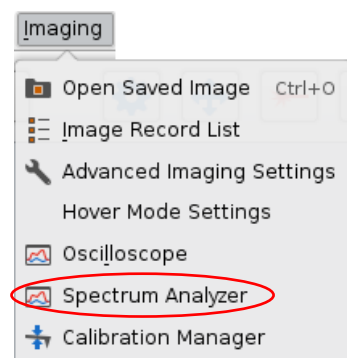 Imaging
Open Saved Image Ctrl+O
Image Record List
Advanced Imaging Settings
Hover Mode Settings
Oscilloscope
Spectrum Analyzer
Calibration Manager